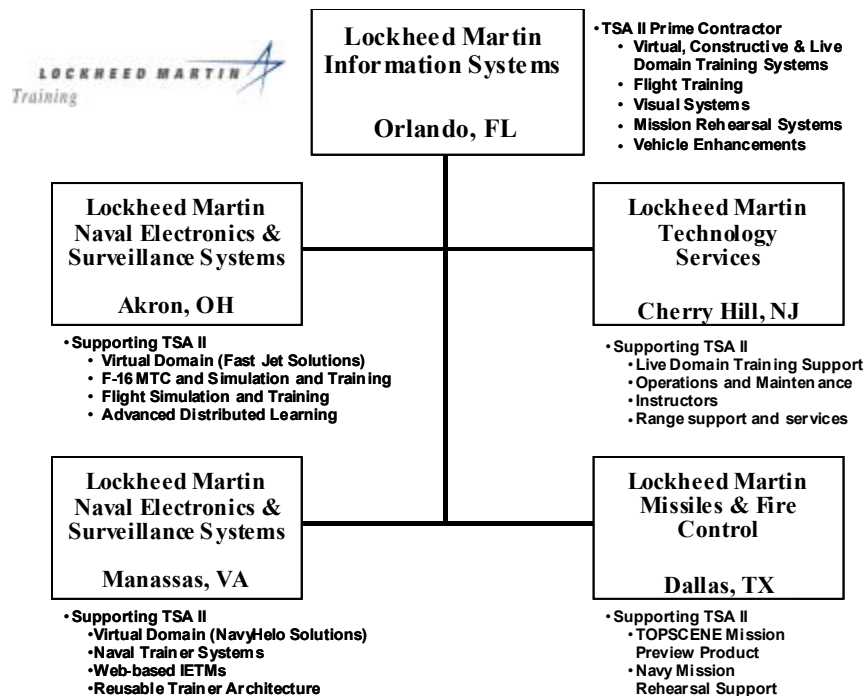 LOCKHEED MARTIN
Training
Lockheed Martin
Information Systems
Orlando, FL
•TSA II Prime Contractor
• Virtual, Constructive & Live
Domain Training Systems
• Flight Training
• Visual Systems
• Mission Rehearsal Systems
• Vehicle Enhancements
Lockheed Martin
Naval Electronics &
Surveillance Systems
Akron, OH
•Supporting TSA II
• Virtual Domain (Fast Jet Solutions)
• F-16 MTC and Simulation and Training
• Flight Simulation and Training
• Advanced Distributed Learning
Lockheed Martin
Technology
Services
Cherry Hill, NJ
•Supporting TSA II
•Live Domain Training Support
•Operations and Maintenance
•Instructors
•Range support and services
Lockheed Martin
Naval Electronics &
Surveillance Systems
Manassas, VA
•Supporting TSA II
•Virtual Domain (NavyHelo Solutions)
•Naval Trainer Systems
•Web-based IETMs
•Reusable Trainer Architecture
Lockheed Martin
Missiles & Fire
Control
Dallas, TX
•Supporting TSA II
•TOPSCENE Mission
Preview Product
•Navy Mission
Rehearsal Support